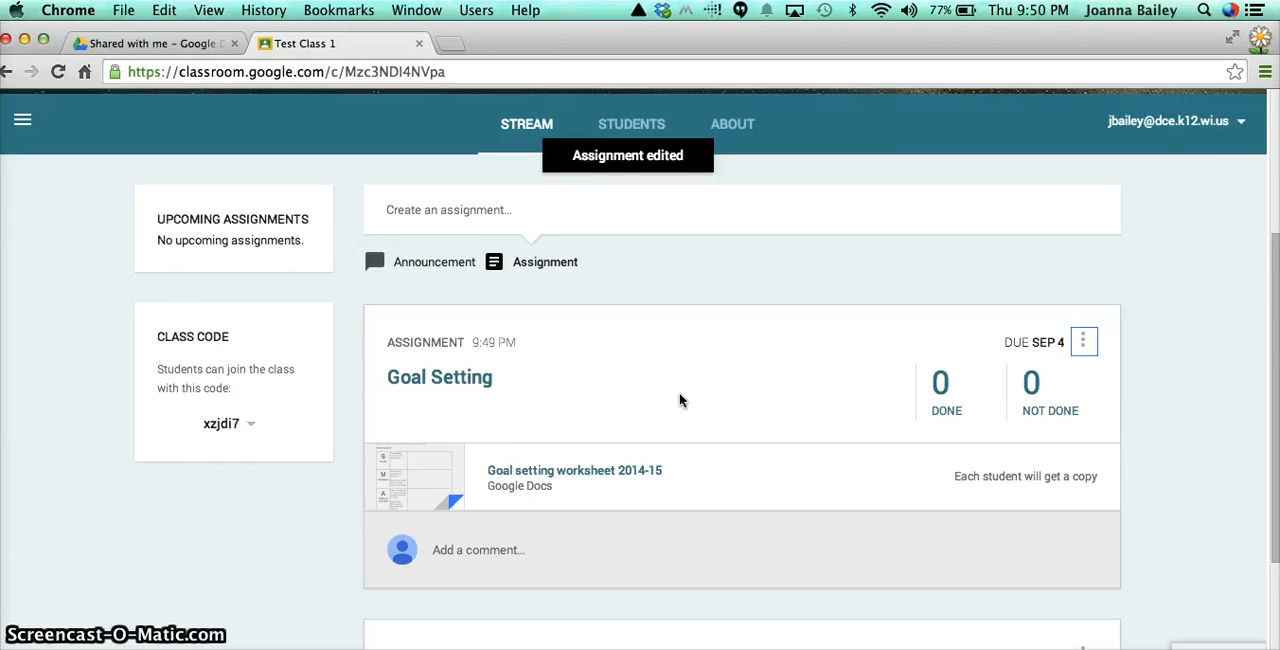 Chrome File Edit View History Bookmarks Window Users Help 77% Thu 9:50 PM Joanna Bailey
Shared with me – Google D
Test Class 1
https://classroom.google.com/c/Mzc3NDI4NVpa
STREAM STUDENTS ABOUT
jbailey@dce.k12.wi.us
Assignment edited
UPCOMING ASSIGNMENTS
No upcoming assignments.
Create an assignment...
Announcement Assignment
CLASS CODE
Students can join the class
with this code:
xzjdi7
ASSIGNMENT 9:49 PM
DUE SEP 4
Goal Setting
0 DONE
0 NOT DONE
Goal setting worksheet 2014-15
Google Docs
Each student will get a copy
S
M
A
Add a comment...
Screencast-O-Matic.com